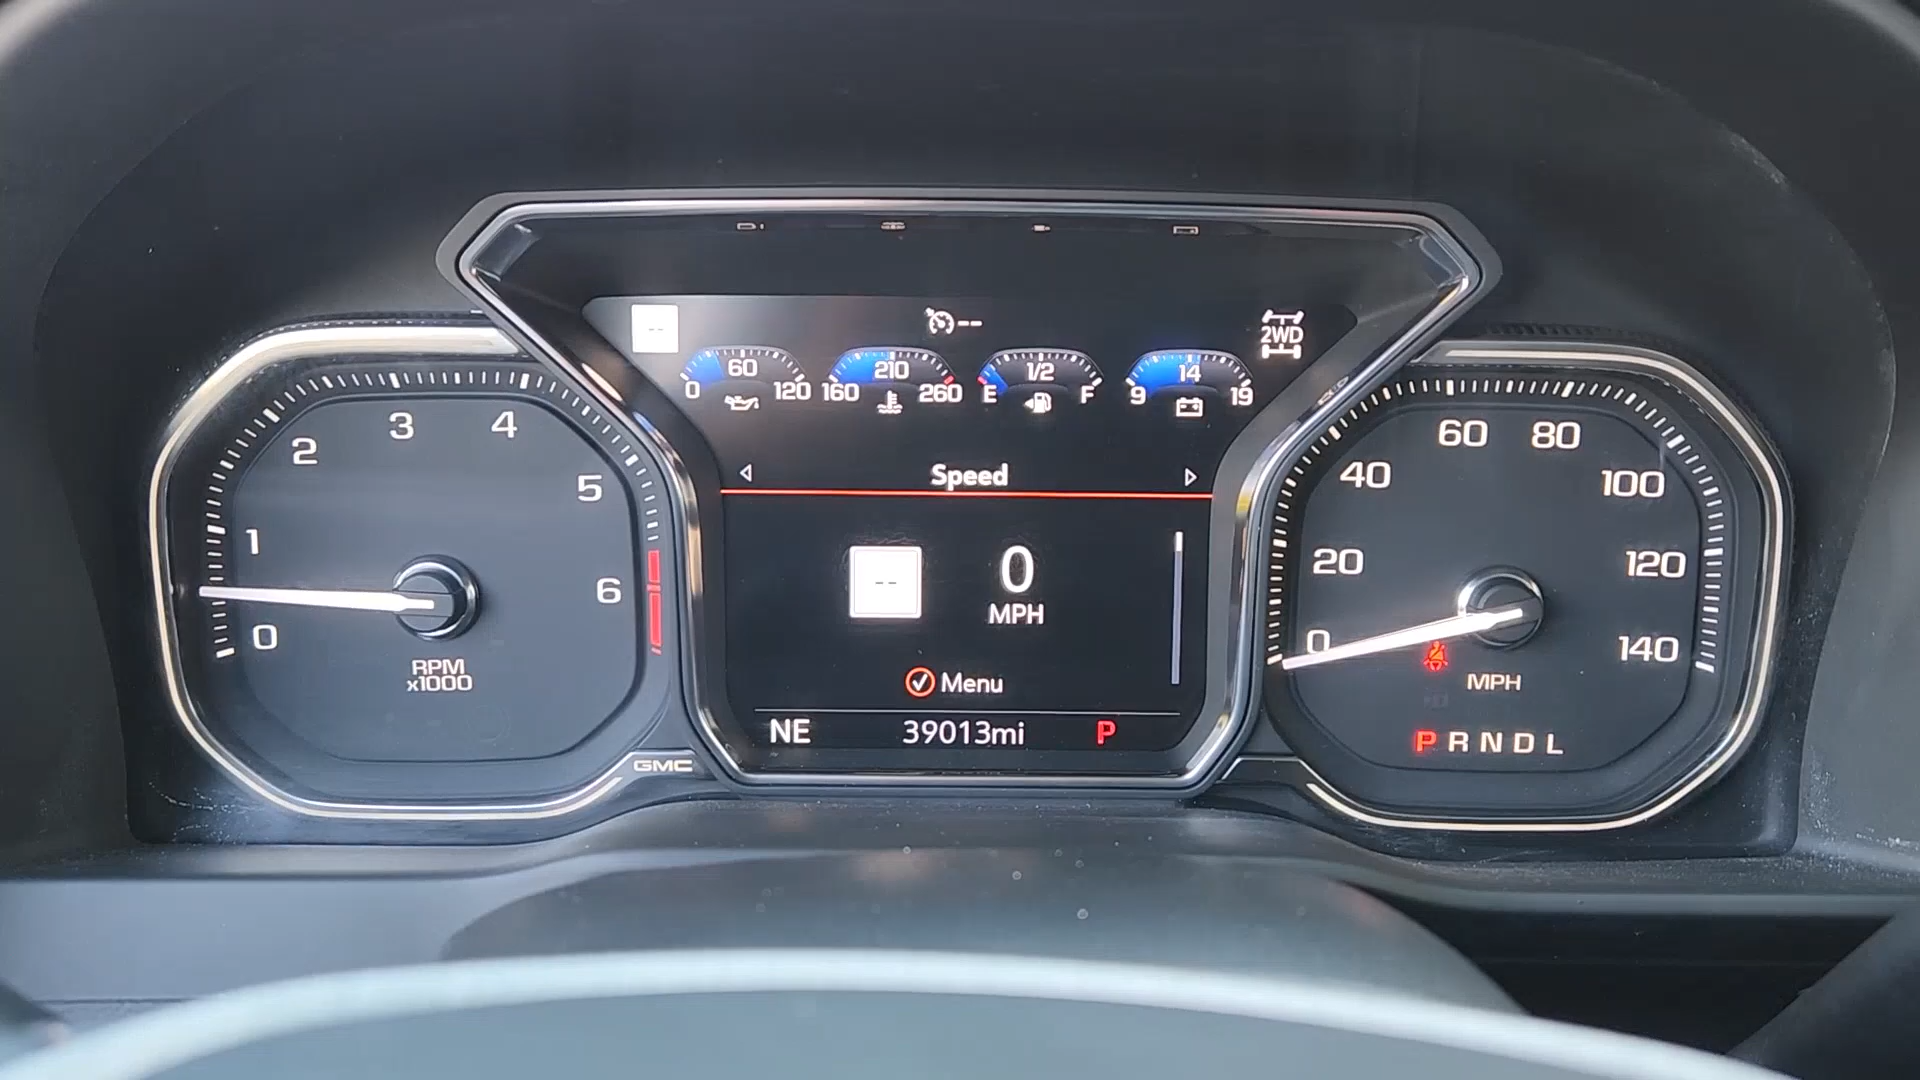 --
--
2WD
60
0 120
210
160 260
1/2
E F
14
9 19
Speed
--
0
MPH
Menu
NE 39013mi P
0 1 2 3 4 5 6
RPM
x1000
GMC
0 20 40 60 80 100 120 140
MPH
P R N D L